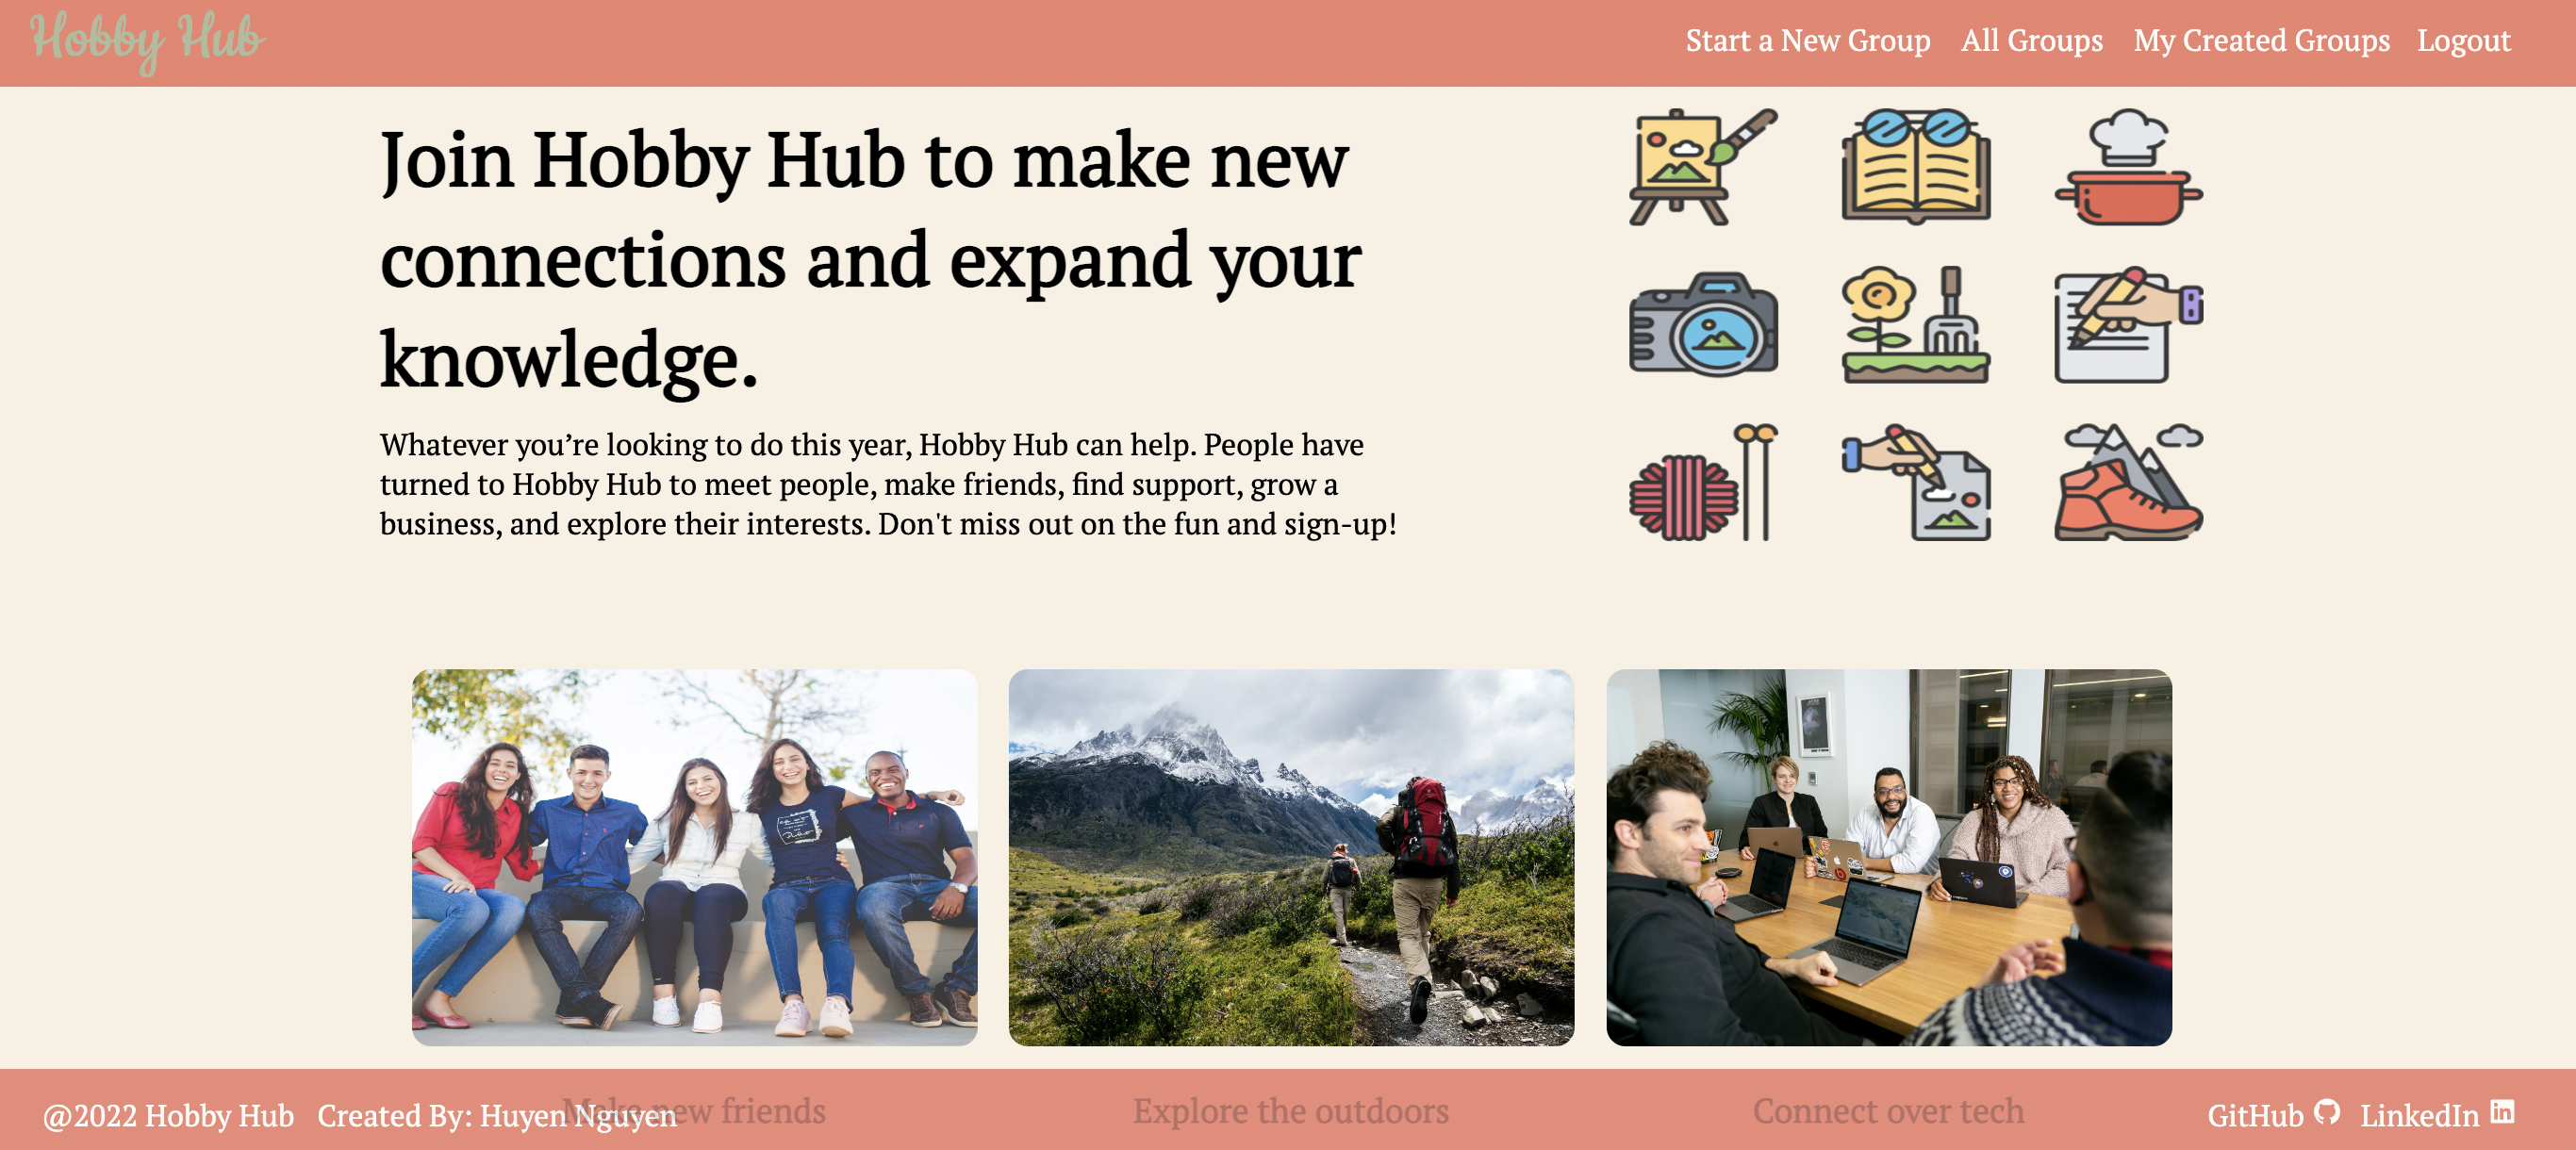 Hobby Hub
Start a New Group All Groups My Created Groups Logout
Join Hobby Hub to make new
connections and expand your
knowledge.
Whatever you’re looking to do this year, Hobby Hub can help. People have
turned to Hobby Hub to meet people, make friends, find support, grow a
business, and explore their interests. Don't miss out on the fun and sign-up!
Make new friends
Explore the outdoors
Connect over tech
@2022 Hobby Hub Created By: Huyen Nguyen
GitHub LinkedIn